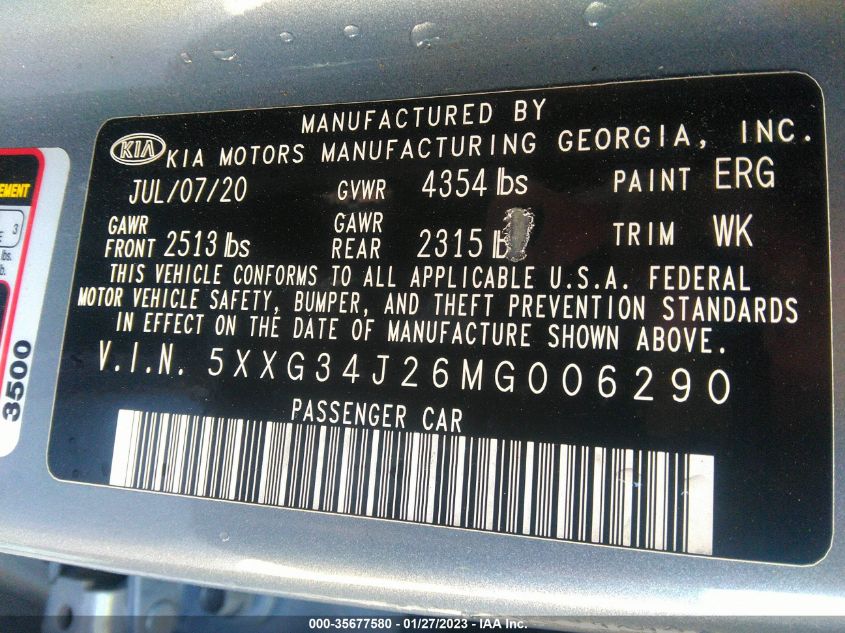 MANUFACTURED BY
KIA KIA MOTORS MANUFACTURING GEORGIA, INC.
JUL/07/20 GVWR 4354 lbs PAINT ERG
GAWR FRONT 2513 lbs GAWR REAR 2315 lb TRIM WK
THIS VEHICLE CONFORMS TO ALL APPLICABLE U.S.A. FEDERAL
MOTOR VEHICLE SAFETY, BUMPER, AND THEFT PREVENTION STANDARDS
IN EFFECT ON THE DATE OF MANUFACTURE SHOWN ABOVE.
V.I.N. 5XXG34J26MG006290
PASSENGER CAR
3
lbs.
3500
000-35677580 - 01/27/2023 - IAA Inc.